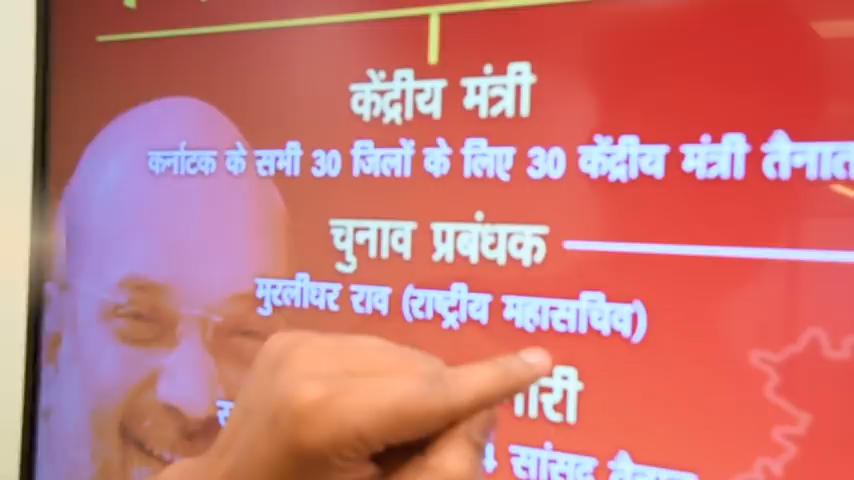 केंद्रीय मंत्री
कर्नाटक के सभी 30 जिलों के लिए 30 केंद्रीय मंत्री तैनात
चुनाव प्रबंधक
मुरलीधर राव (राष्ट्रीय महासचिव)
सांसद तैनात